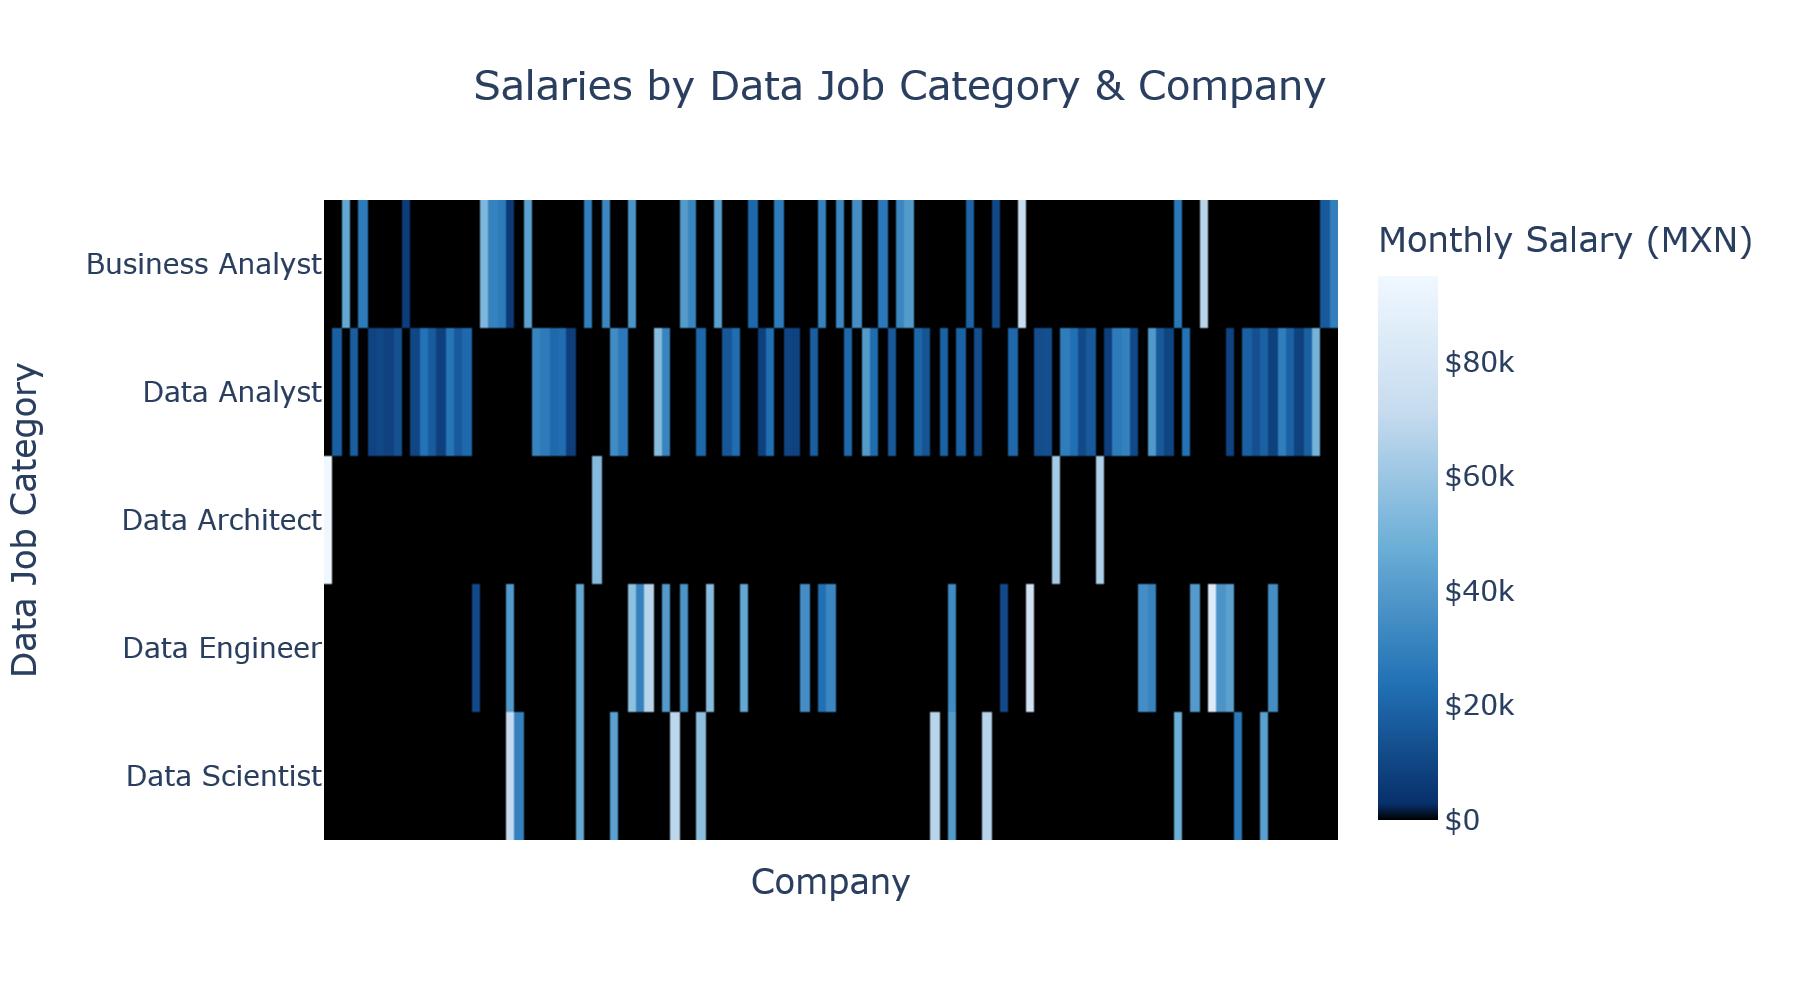 Salaries by Data Job Category & Company
Monthly Salary (MXN)
Business Analyst
Data Analyst
Data Architect
Data Engineer
Data Scientist
Data Job Category
Company
$80k
$60k
$40k
$20k
$0